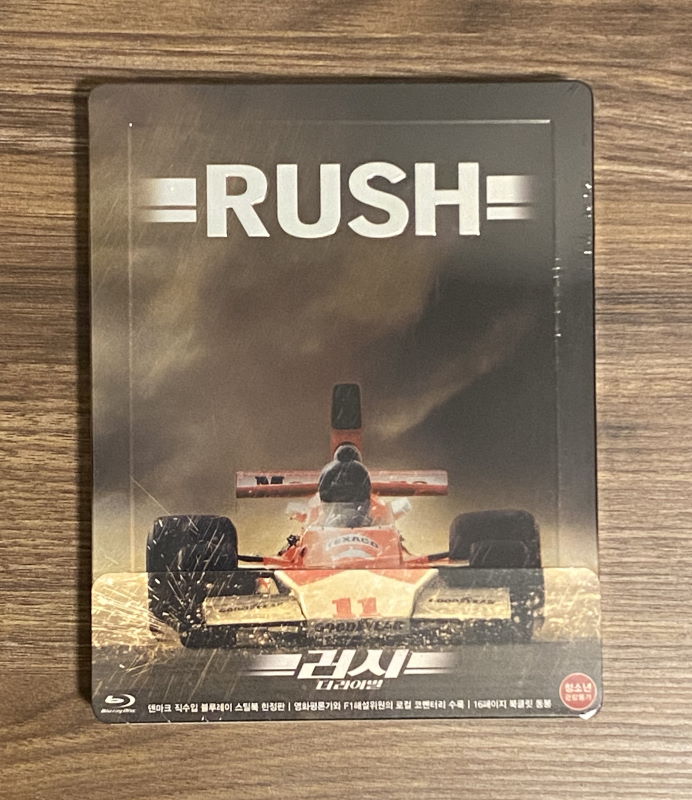 RUSH
TEXACO
11
GOODYEAR
GOODYEAR
GOODYEAR
러시
더 라이벌
Blu-ray Disc
덴마크 직수입 블루레이 스틸북 한정판 | 영화평론가와 F1해설위원의 로컬 코멘터리 수록 | 16페이지 북클릿 동봉
청소년
관람불가